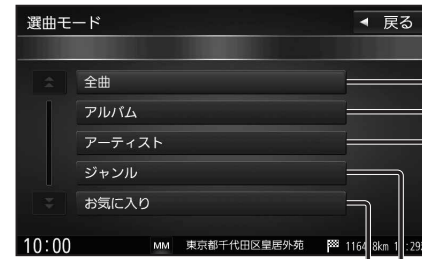 選曲モード
戻る
全曲
アルバム
アーティスト
ジャンル
お気に入り
10:00 MM 東京都千代田区皇居外苑